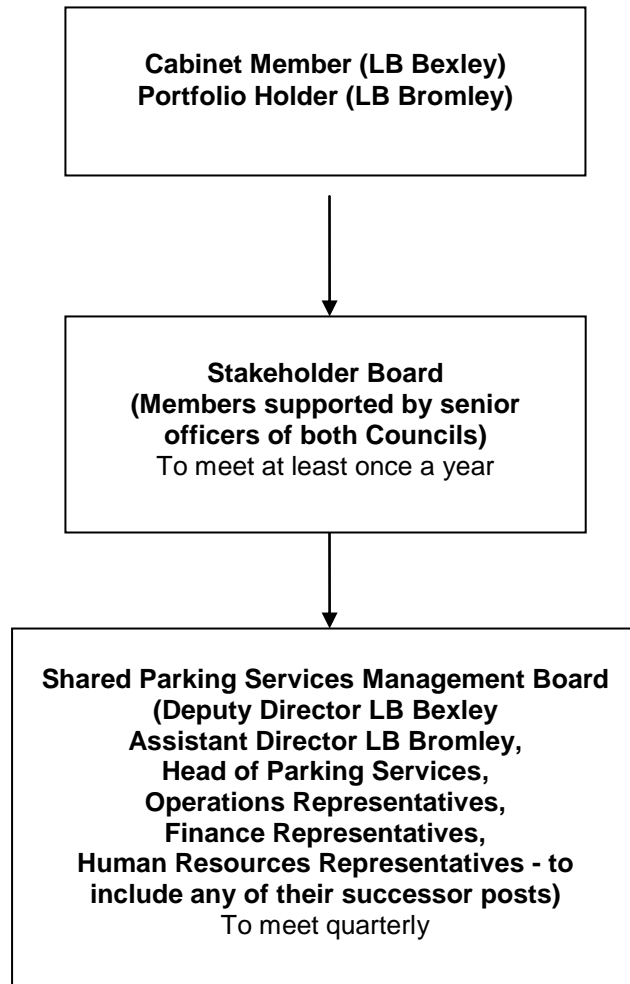 Cabinet Member (LB Bexley)
Portfolio Holder (LB Bromley)
Stakeholder Board
(Members supported by senior
officers of both Councils)
To meet at least once a year
Shared Parking Services Management Board
(Deputy Director LB Bexley
Assistant Director LB Bromley,
Head of Parking Services,
Operations Representatives,
Finance Representatives,
Human Resources Representatives - to
include any of their successor posts)
To meet quarterly